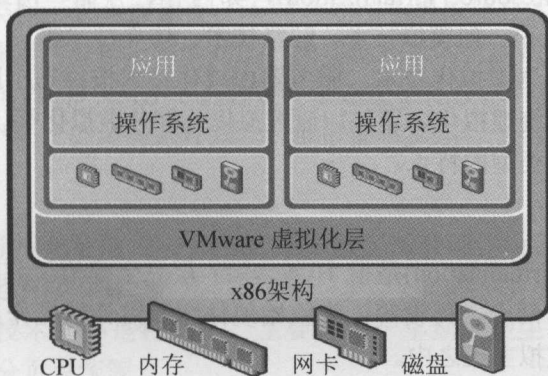 应用 应用
操作系统 操作系统
VMware 虚拟化层
x86架构
CPU 内存 网卡 磁盘